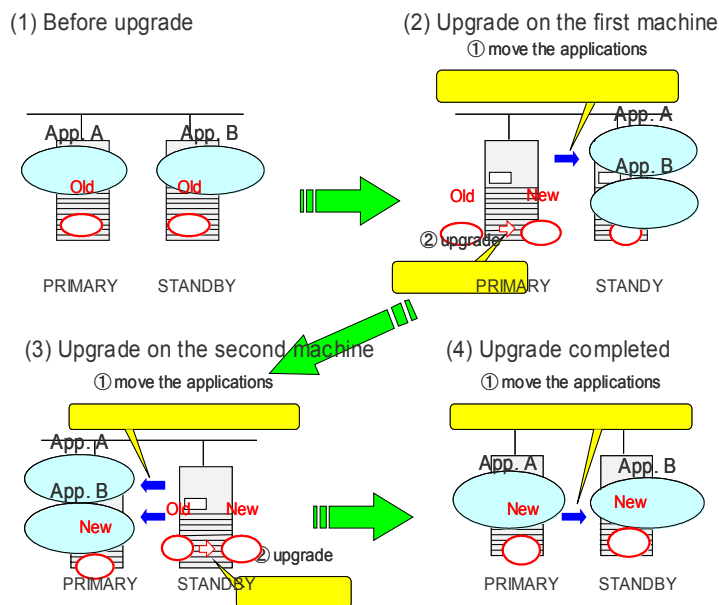 (1) Before upgrade
(2) Upgrade on the first machine
① move the applications
App. A
App. B
Old
Old
PRIMARY
STANDBY
App. A
App. B
Old
New
② upgrade
PRIMARY
STANDY
(3) Upgrade on the second machine
① move the applications
App. A
App. B
New
Old
New
② upgrade
PRIMARY
STANDBY
(4) Upgrade completed
① move the applications
App. A
App. B
New
New
PRIMARY
STANDBY